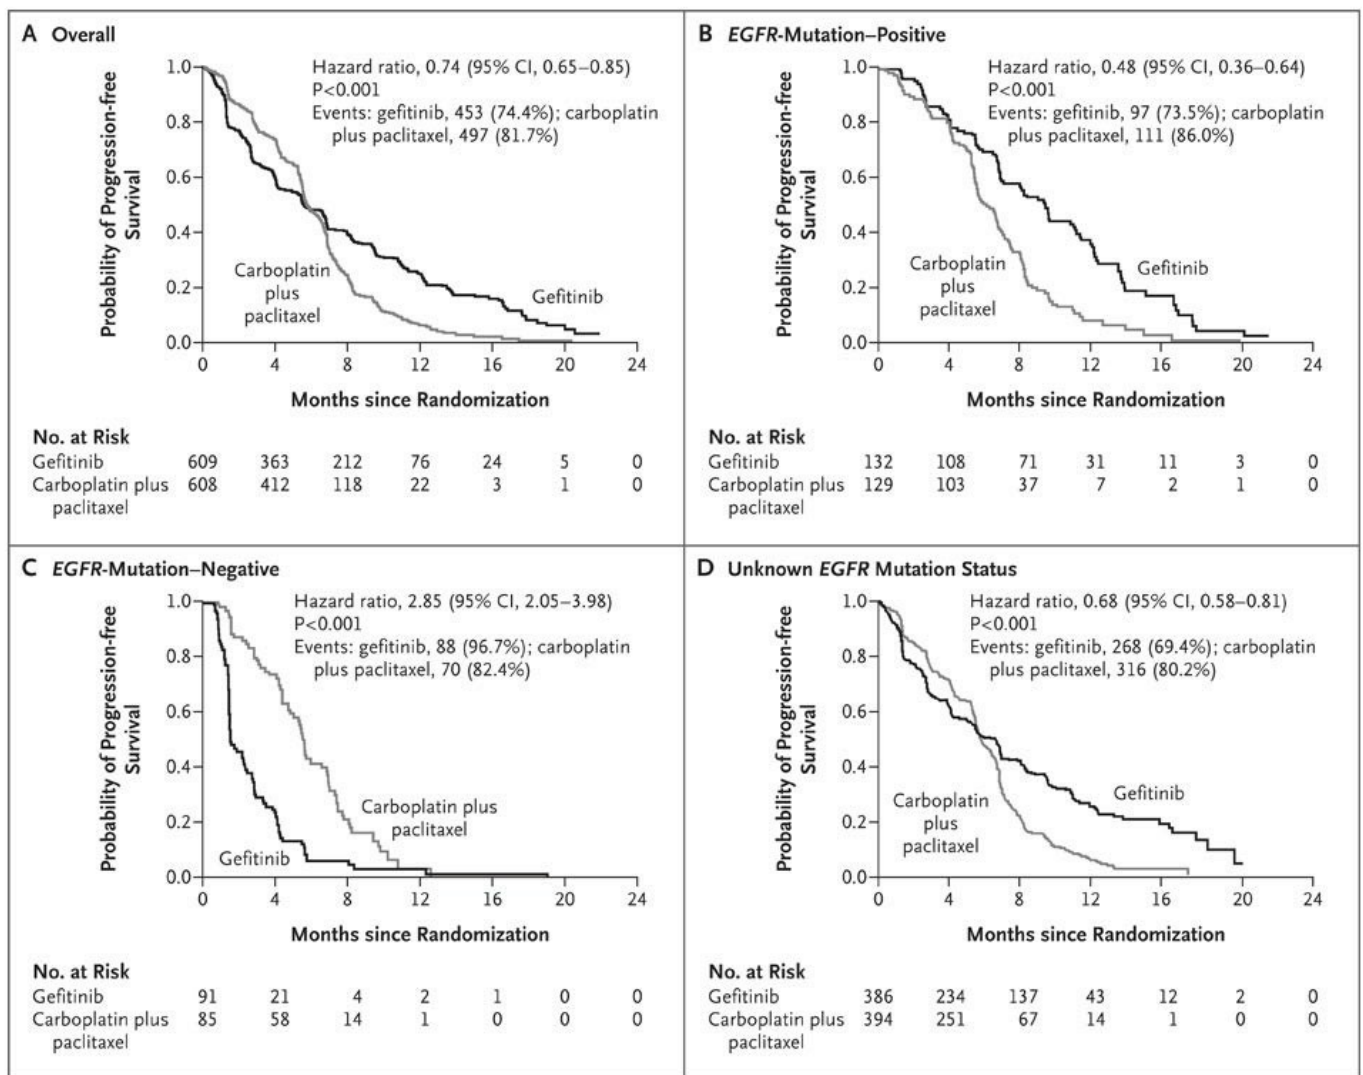 A Overall
Probability of Progression-free
Survival
1.0
0.8
0.6
0.4
0.2
0.0
Hazard ratio, 0.74 (95% CI, 0.65–0.85)
P<0.001
Events: gefitinib, 453 (74.4%); carboplatin
plus paclitaxel, 497 (81.7%)
Carboplatin
plus
paclitaxel
Gefitinib
0 4 8 12 16 20 24
Months since Randomization
No. at Risk
Gefitinib 609 363 212 76 24 5 0
Carboplatin plus 608 412 118 22 3 1 0
paclitaxel
B EGFR-Mutation–Positive
Probability of Progression-free
Survival
1.0
0.8
0.6
0.4
0.2
0.0
Hazard ratio, 0.48 (95% CI, 0.36–0.64)
P<0.001
Events: gefitinib, 97 (73.5%); carboplatin
plus paclitaxel, 111 (86.0%)
Carboplatin
plus
paclitaxel
Gefitinib
0 4 8 12 16 20 24
Months since Randomization
No. at Risk
Gefitinib 132 108 71 31 11 3 0
Carboplatin plus 129 103 37 7 2 1 0
paclitaxel
C EGFR-Mutation–Negative
Probability of Progression-free
Survival
1.0
0.8
0.6
0.4
0.2
0.0
Hazard ratio, 2.85 (95% CI, 2.05–3.98)
P<0.001
Events: gefitinib, 88 (96.7%); carboplatin
plus paclitaxel, 70 (82.4%)
Carboplatin plus
paclitaxel
Gefitinib
0 4 8 12 16 20 24
Months since Randomization
No. at Risk
Gefitinib 91 21 4 2 1 0 0
Carboplatin plus 85 58 14 1 0 0 0
paclitaxel
D Unknown EGFR Mutation Status
Probability of Progression-free
Survival
1.0
0.8
0.6
0.4
0.2
0.0
Hazard ratio, 0.68 (95% CI, 0.58–0.81)
P<0.001
Events: gefitinib, 268 (69.4%); carboplatin
plus paclitaxel, 316 (80.2%)
Gefitinib
Carboplatin
plus
paclitaxel
0 4 8 12 16 20 24
Months since Randomization
No. at Risk
Gefitinib 386 234 137 43 12 2 0
Carboplatin plus 394 251 67 14 1 0 0
paclitaxel